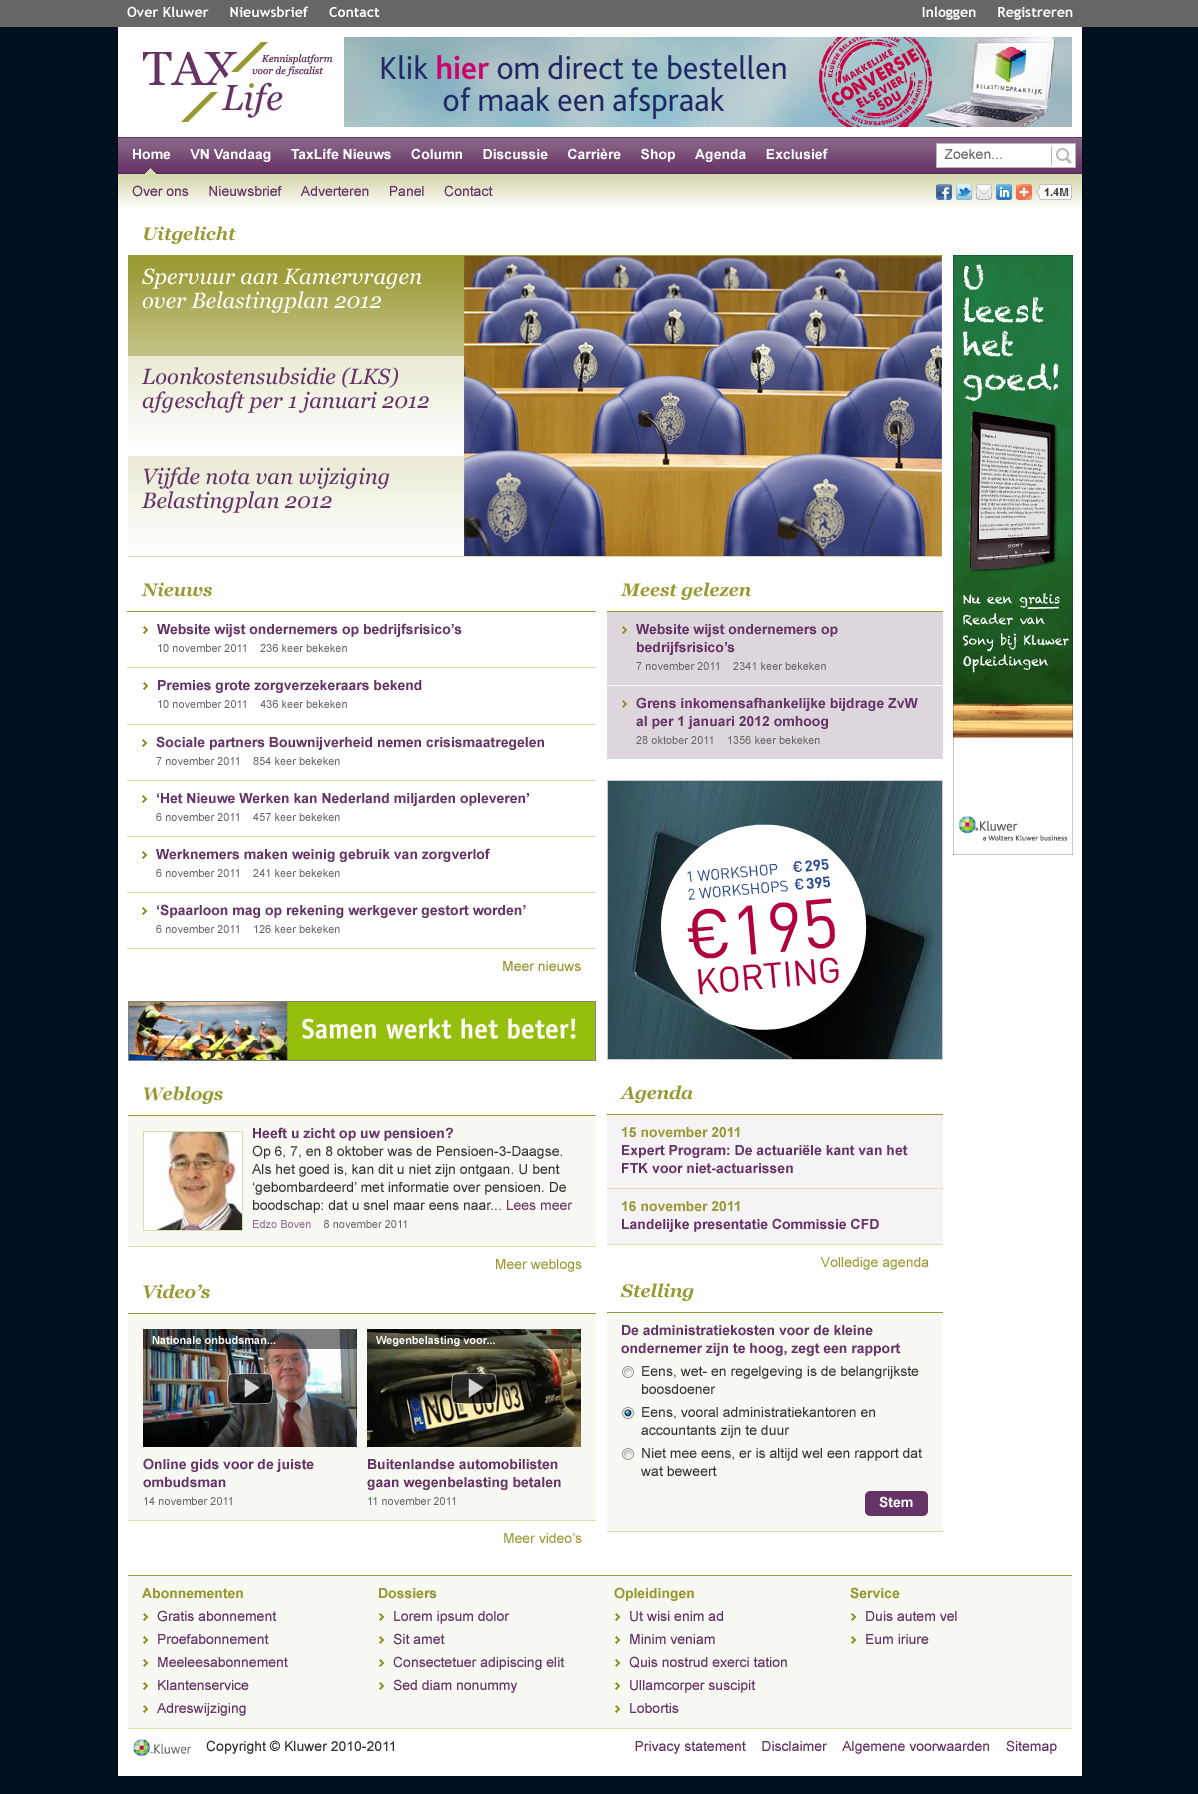 Over Kluwer Nieuwsbrief Contact Inloggen Registreren
TAX Life
Kennisplatform
voor de fiscalist
Klik hier om direct te bestellen
of maak een afspraak
MAKKELIJKE
CONVERSIE
ELSEVIER
SDU
BELASTINGPRAKTIJK
Home VN Vandaag TaxLife Nieuws Column Discussie Carrière Shop Agenda Exclusief Zoeken...
Over ons Nieuwsbrief Adverteren Panel Contact 1.4M
Uitgelicht
Spervuur aan Kamervragen
over Belastingplan 2012
Loonkostensubsidie (LKS)
afgeschaft per 1 januari 2012
Vijfde nota van wijziging
Belastingplan 2012
U
leest
het
goed!
SONY
Nu een gratis
Reader van
Sony bij Kluwer
Opleidingen
Kluwer
a Wolters Kluwer business
Nieuws
Website wijst ondernemers op bedrijfsrisico’s
10 november 2011 236 keer bekeken
Premies grote zorgverzekeraars bekend
10 november 2011 436 keer bekeken
Sociale partners Bouwnijverheid nemen crisismaatregelen
7 november 2011 854 keer bekeken
‘Het Nieuwe Werken kan Nederland miljarden opleveren’
6 november 2011 457 keer bekeken
Werknemers maken weinig gebruik van zorgverlof
6 november 2011 241 keer bekeken
‘Spaarloon mag op rekening werkgever gestort worden’
6 november 2011 126 keer bekeken
Meer nieuws
Meest gelezen
Website wijst ondernemers op
bedrijfsrisico’s
7 november 2011 2341 keer bekeken
Grens inkomensafhankelijke bijdrage ZvW
al per 1 januari 2012 omhoog
28 oktober 2011 1356 keer bekeken
1 WORKSHOP € 295
2 WORKSHOPS € 395
€195
KORTING
Samen werkt het beter!
Weblogs
Heeft u zicht op uw pensioen?
Op 6, 7, en 8 oktober was de Pensioen-3-Daagse.
Als het goed is, kan dit u niet zijn ontgaan. U bent
‘gebombardeerd’ met informatie over pensioen. De
boodschap: dat u snel maar eens naar... Lees meer
Edzo Boven 8 november 2011
Meer weblogs
Agenda
15 november 2011
Expert Program: De actuariële kant van het
FTK voor niet-actuarissen
16 november 2011
Landelijke presentatie Commissie CFD
Volledige agenda
Video’s
Nationale onbudsman...
Wegenbelasting voor...
PL NOL 00703
Online gids voor de juiste
ombudsman
14 november 2011
Buitenlandse automobilisten
gaan wegenbelasting betalen
11 november 2011
Meer video’s
Stelling
De administratiekosten voor de kleine
ondernemer zijn te hoog, zegt een rapport
Eens, wet- en regelgeving is de belangrijkste
boosdoener
Eens, vooral administratiekantoren en
accountants zijn te duur
Niet mee eens, er is altijd wel een rapport dat
wat beweert
Stem
Abonnementen
Gratis abonnement
Proefabonnement
Meeleesabonnement
Klantenservice
Adreswijziging
Dossiers
Lorem ipsum dolor
Sit amet
Consectetuer adipiscing elit
Sed diam nonummy
Opleidingen
Ut wisi enim ad
Minim veniam
Quis nostrud exerci tation
Ullamcorper suscipit
Lobortis
Service
Duis autem vel
Eum iriure
Kluwer Copyright © Kluwer 2010-2011 Privacy statement Disclaimer Algemene voorwaarden Sitemap